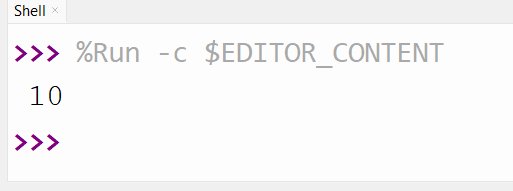 Shell ×
>>> %Run -c $EDITOR_CONTENT
10
>>>